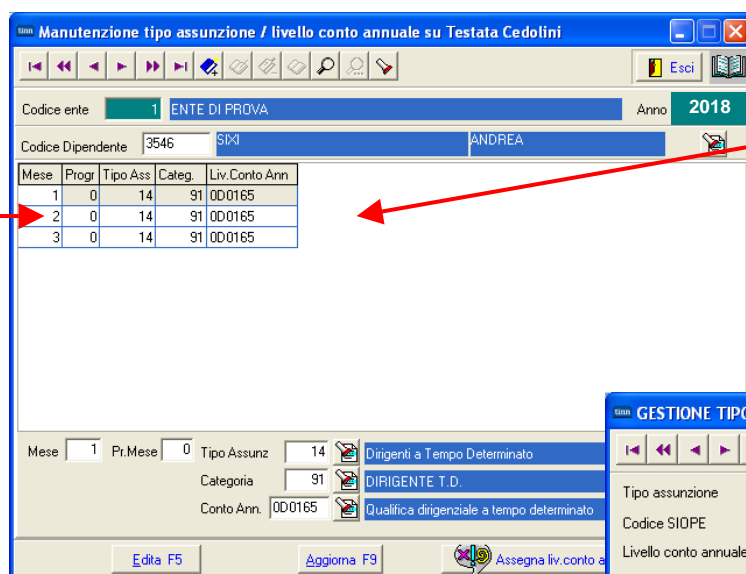 tinn Manutenzione tipo assunzione / livello conto annuale su Testata Cedolini
Esci
Codice ente 1 ENTE DI PROVA Anno 2018
Codice Dipendente 3546 SIXI ANDREA
Mese Progr Tipo Ass Categ. Liv.Conto Ann
1 0 14 91 0D0165
2 0 14 91 0D0165
3 0 14 91 0D0165
tinn GESTIONE TIPO
Mese 1 Pr.Mese 0 Tipo Assunz 14 Dirigenti a Tempo Determinato
Categoria 91 DIRIGENTE T.D.
Conto Ann. 0D0165 Qualifica dirigenziale a tempo determinato
Tipo assunzione
Codice SIOPE
Livello conto annuale
Edita F5 Aggiorna F9 Assegna liv.conto a